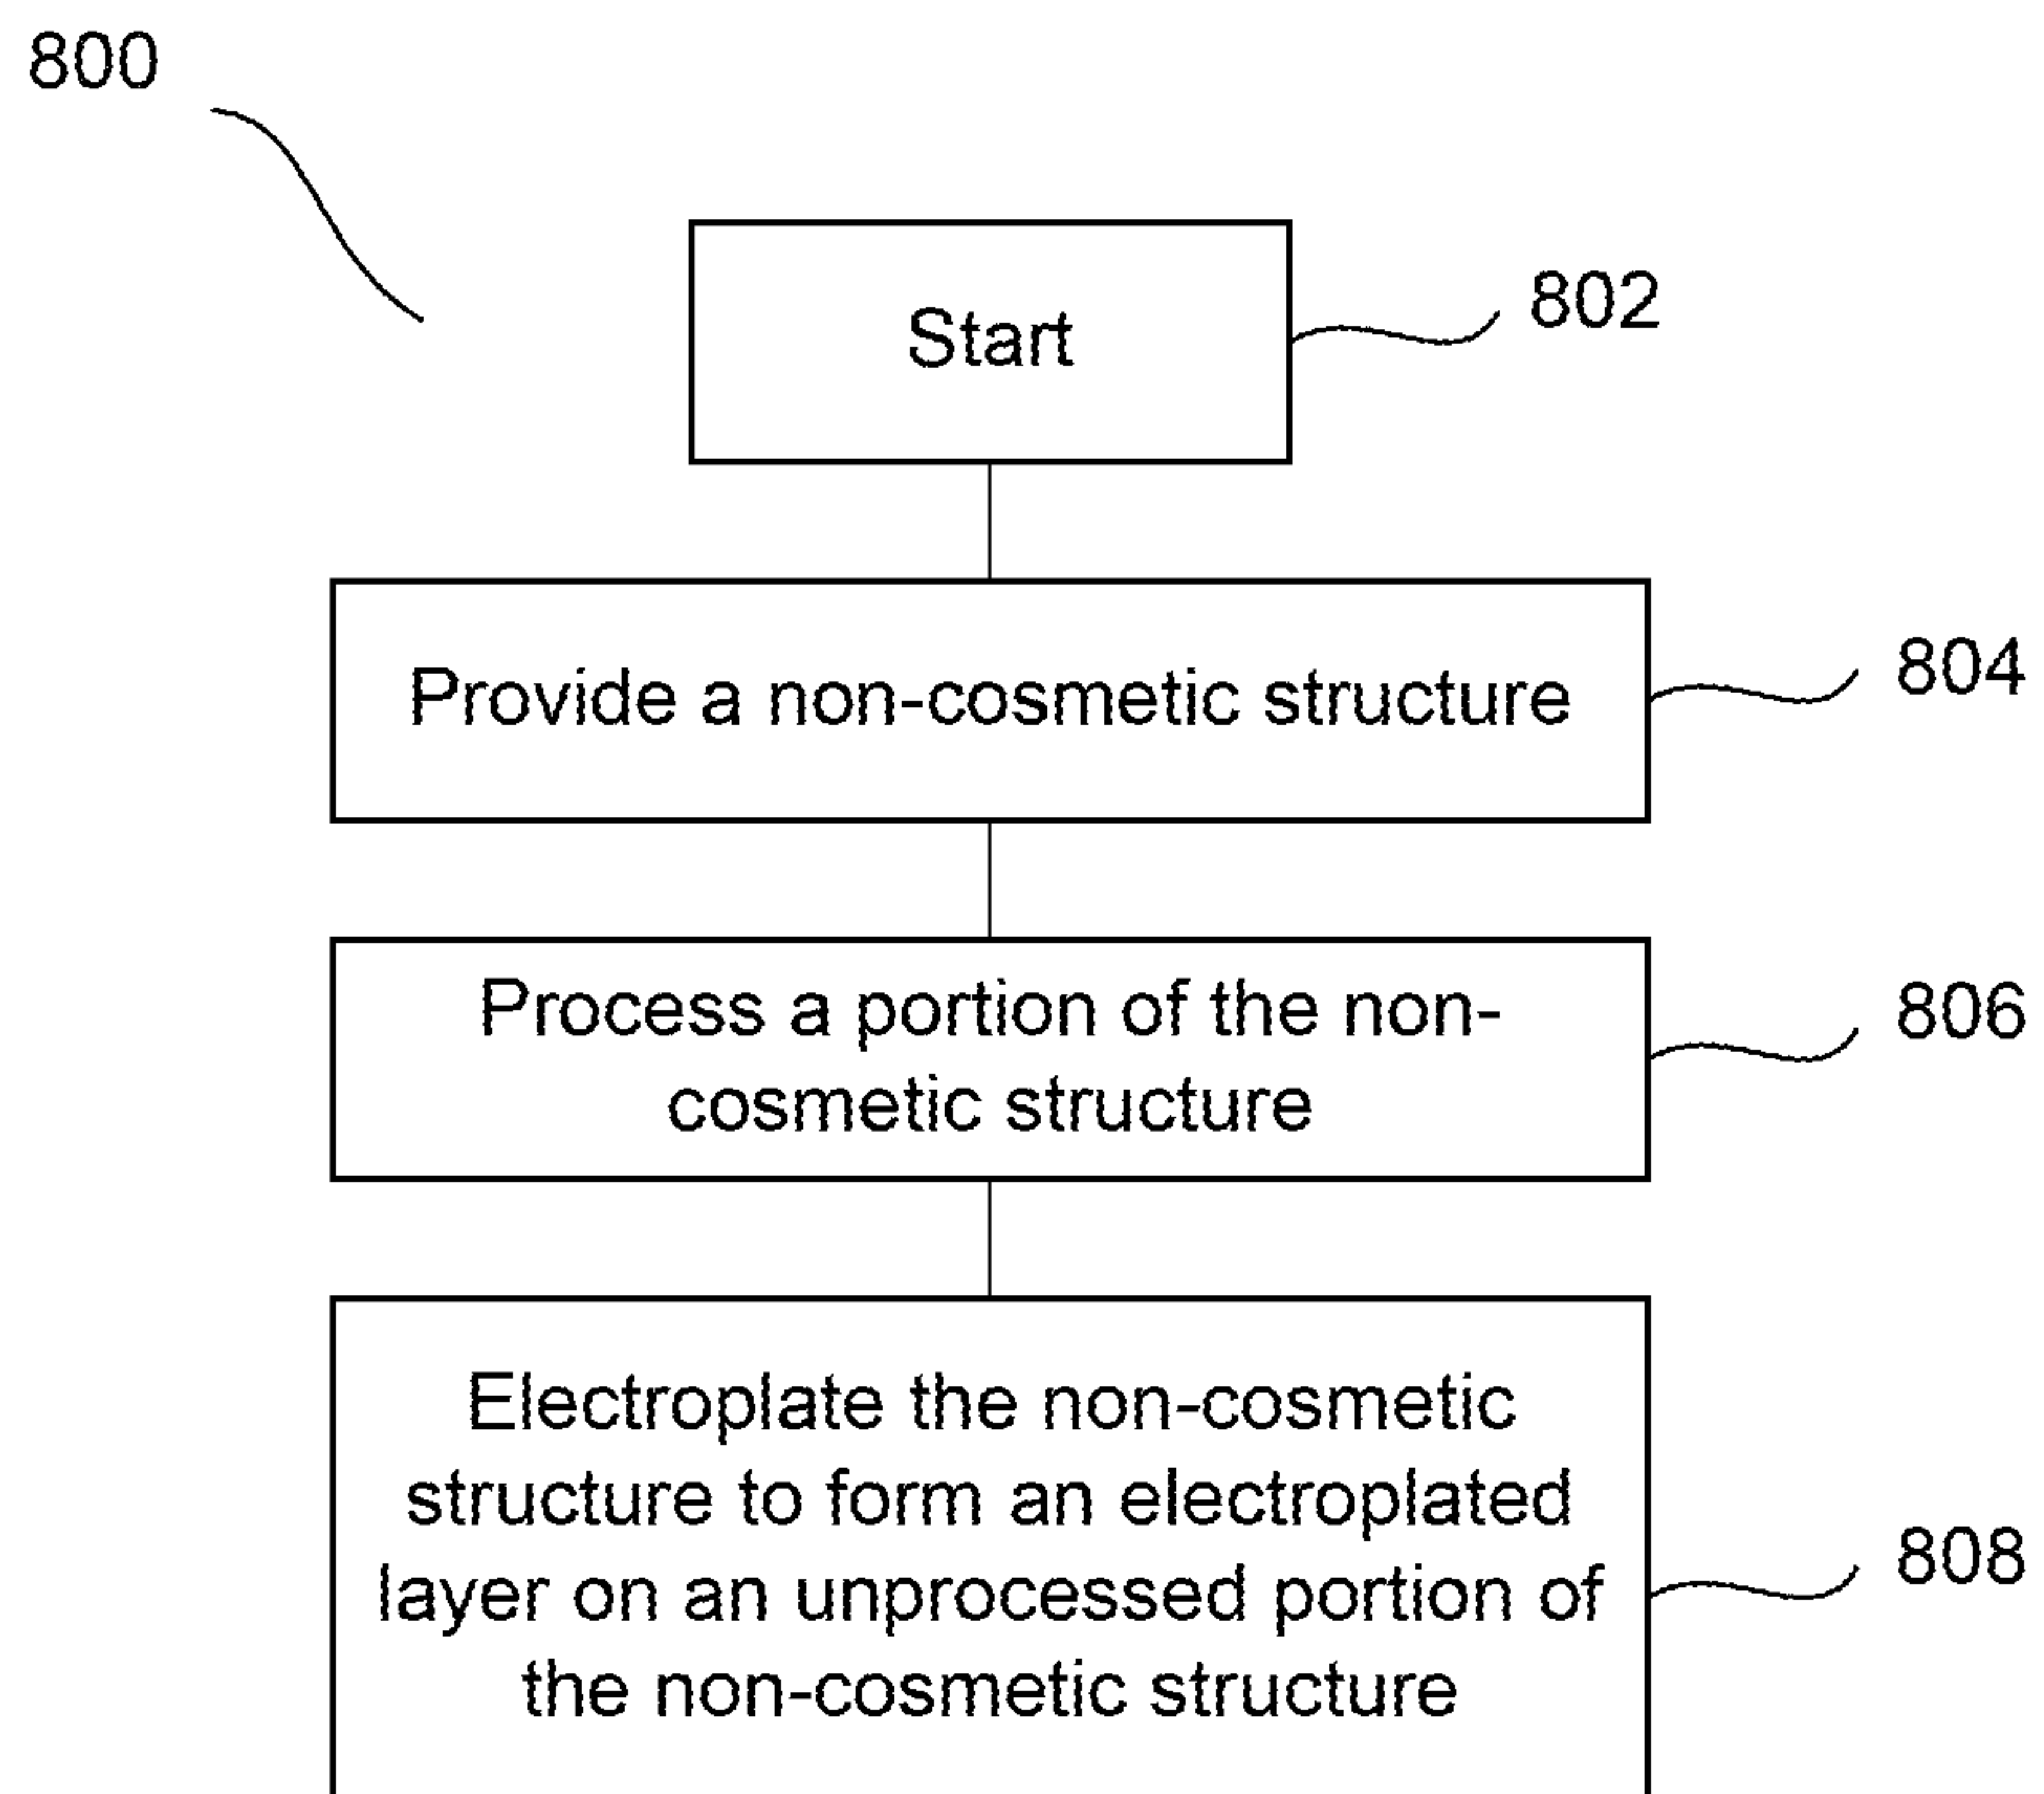 800
Start
802
Provide a non-cosmetic structure
804
Process a portion of the non-
cosmetic structure
806
Electroplate the non-cosmetic
structure to form an electroplated
layer on an unprocessed portion of
the non-cosmetic structure
808